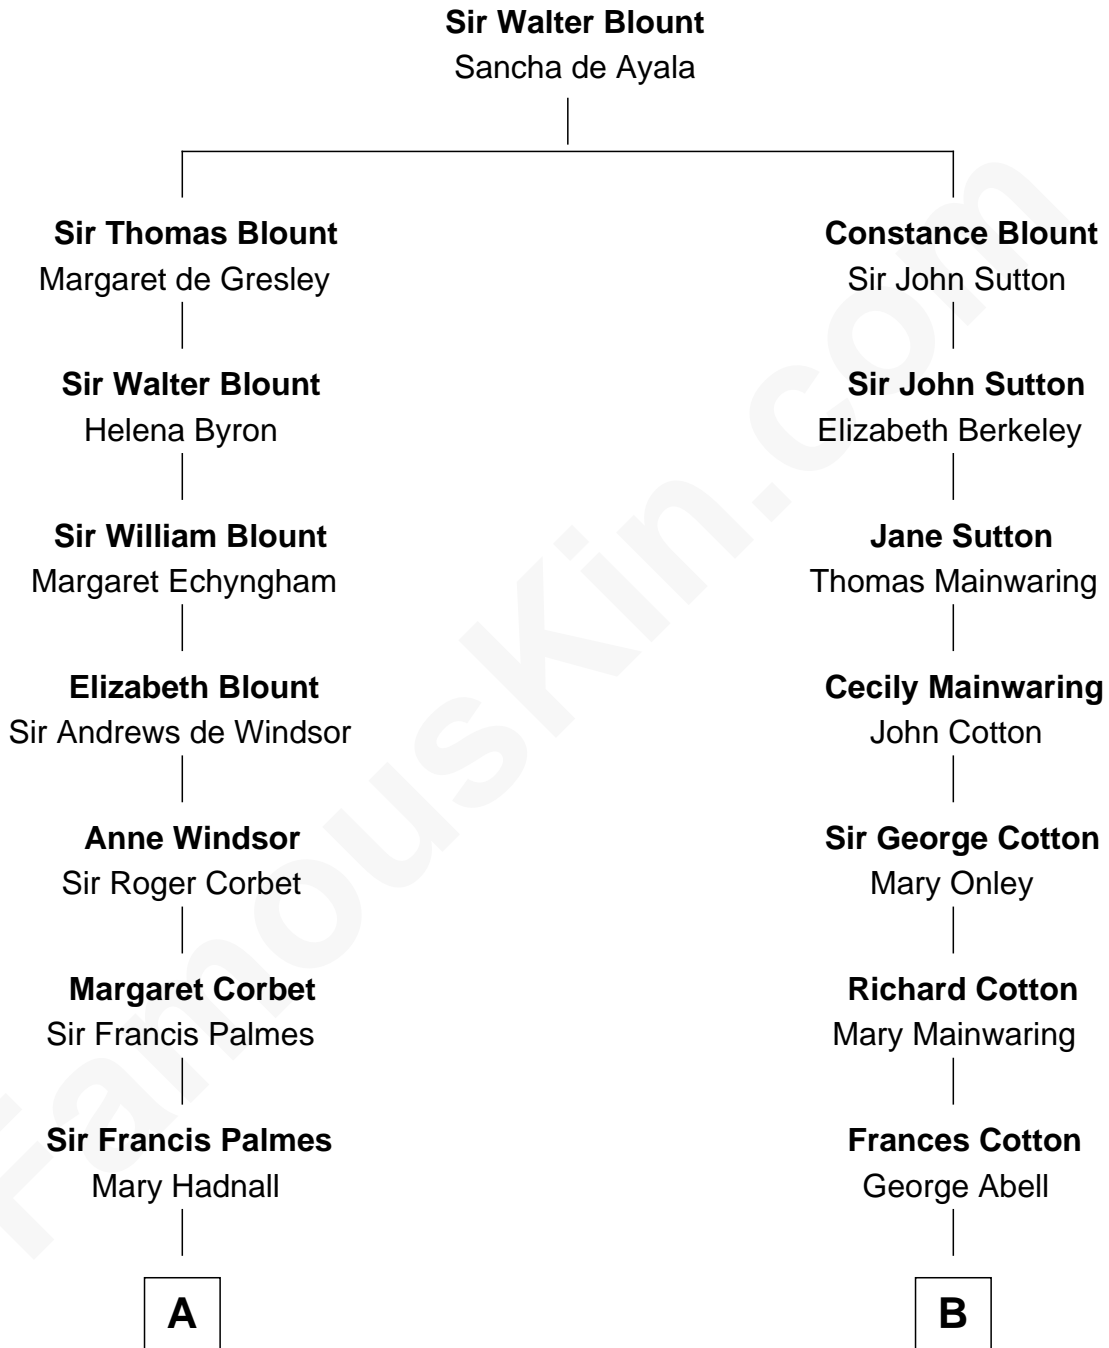 Sir Walter Blount
Sancha de Ayala
Sir Thomas Blount
Margaret de Gresley
Constance Blount
Sir John Sutton
Sir Walter Blount
Helena Byron
Sir John Sutton
Elizabeth Berkeley
Sir William Blount
Margaret Echyngham
Jane Sutton
Thomas Mainwaring
Elizabeth Blount
Sir Andrews de Windsor
Cecily Mainwaring
John Cotton
Anne Windsor
Sir Roger Corbet
Sir George Cotton
Mary Onley
Margaret Corbet
Sir Francis Palmes
Richard Cotton
Mary Mainwaring
Sir Francis Palmes
Mary Hadnall
Frances Cotton
George Abell
A
B
FamousKin.com